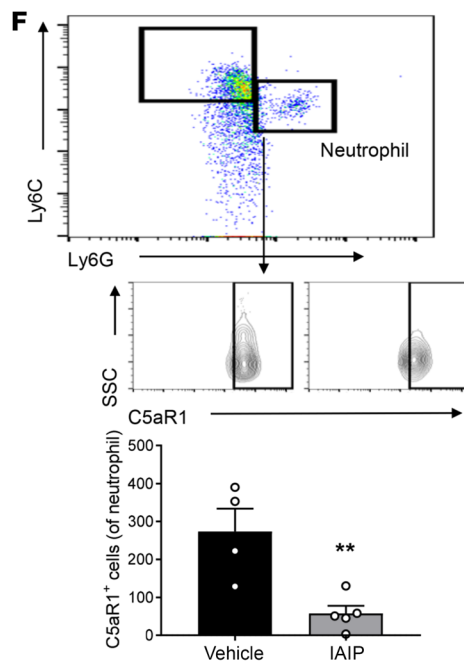 F
Ly6C
Neutrophil
Ly6G
SSC
C5aR1
C5aR1+ cells (of neutrophil)
500
400
300
200
100
0
**
Vehicle
IAIP